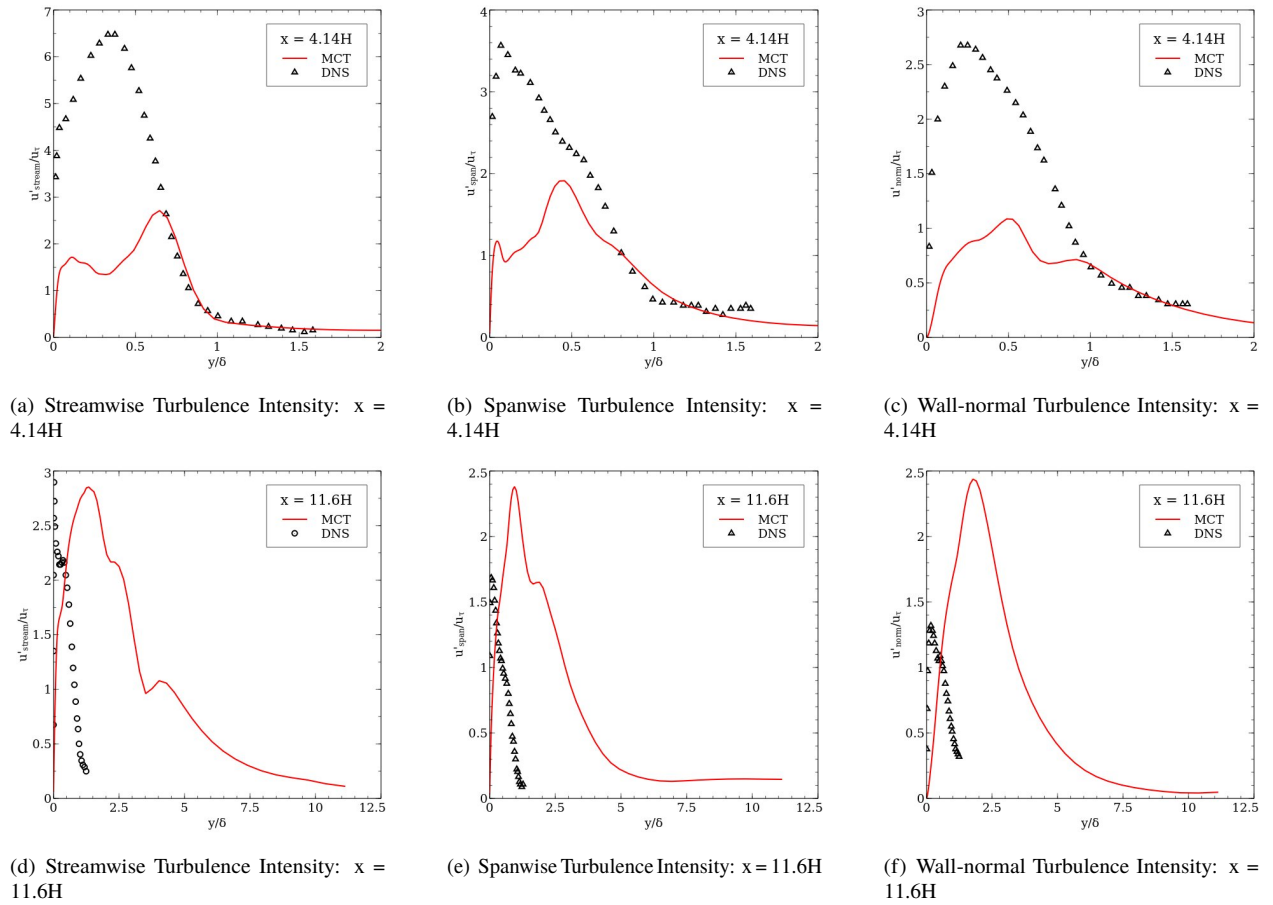 7
6
5
4
3
2
1
0
0
0.5
1
1.5
2
u'stream/uτ
y/δ
x = 4.14H
MCT
DNS
4
3
2
1
0
0
0.5
1
1.5
2
u'span/uτ
y/δ
x = 4.14H
MCT
DNS
3
2.5
2
1.5
1
0.5
0
0
0.5
1
1.5
2
u'norm/uτ
y/δ
x = 4.14H
MCT
DNS
(a) Streamwise Turbulence Intensity: x =
4.14H
(b) Spanwise Turbulence Intensity: x =
4.14H
(c) Wall-normal Turbulence Intensity: x =
4.14H
3
2.5
2
1.5
1
0.5
0
0
2.5
5
7.5
10
12.5
u'stream/uτ
y/δ
x = 11.6H
MCT
DNS
2.5
2
1.5
1
0.5
0
0
2.5
5
7.5
10
12.5
u'span/uτ
y/δ
x = 11.6H
MCT
DNS
2.5
2
1.5
1
0.5
0
0
2.5
5
7.5
10
12.5
u'norm/uτ
y/δ
x = 11.6H
MCT
DNS
(d) Streamwise Turbulence Intensity: x =
11.6H
(e) Spanwise Turbulence Intensity: x = 11.6H
(f) Wall-normal Turbulence Intensity: x =
11.6H